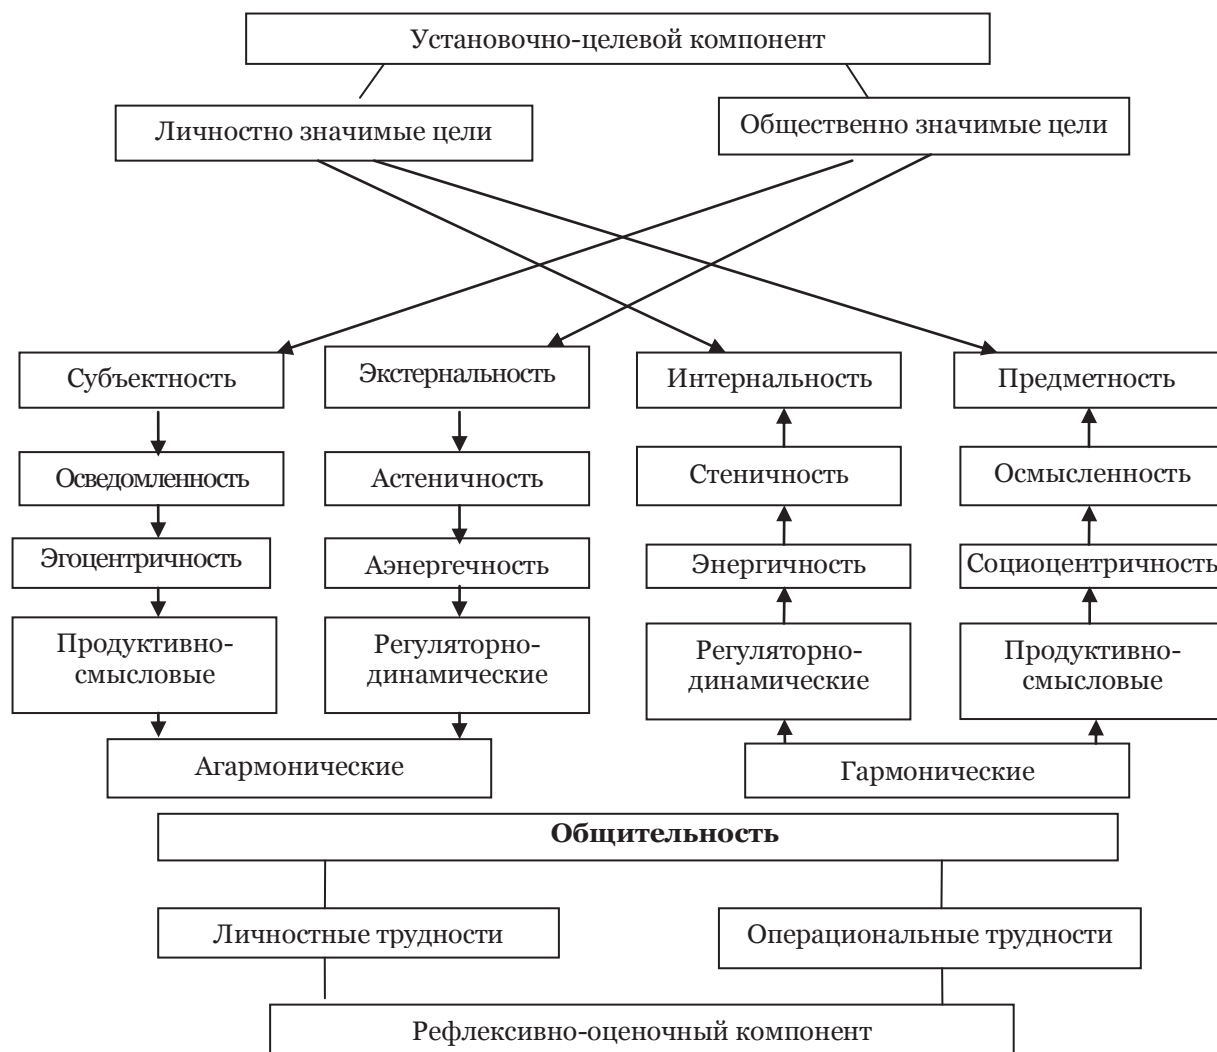 Установочно-целевой компонент
Личностно значимые цели
Общественно значимые цели
Субъектность
Экстернальность
Интернальность
Предметность
Осведомленность
Астеничность
Стеничность
Осмысленность
Эгоцентричность
Аэнергечность
Энергичность
Социоцентричность
Продуктивно-
смысловые
Регуляторно-
динамические
Регуляторно-
динамические
Продуктивно-
смысловые
Агармонические
Гармонические
Общительность
Личностные трудности
Операциональные трудности
Рефлексивно-оценочный компонент